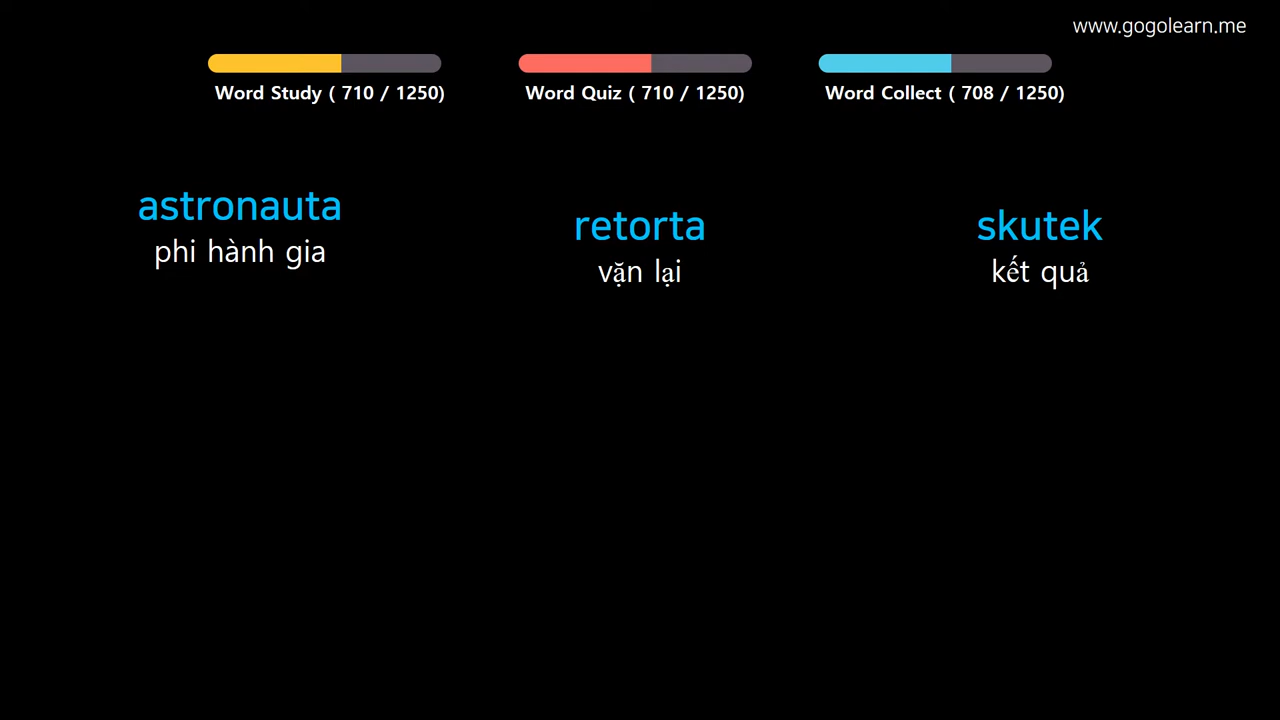 www.gogolearn.me
Word Study ( 710 / 1250)
Word Quiz ( 710 / 1250)
Word Collect ( 708 / 1250)
astronauta
phi hành gia
retorta
vặn lại
skutek
kết quả